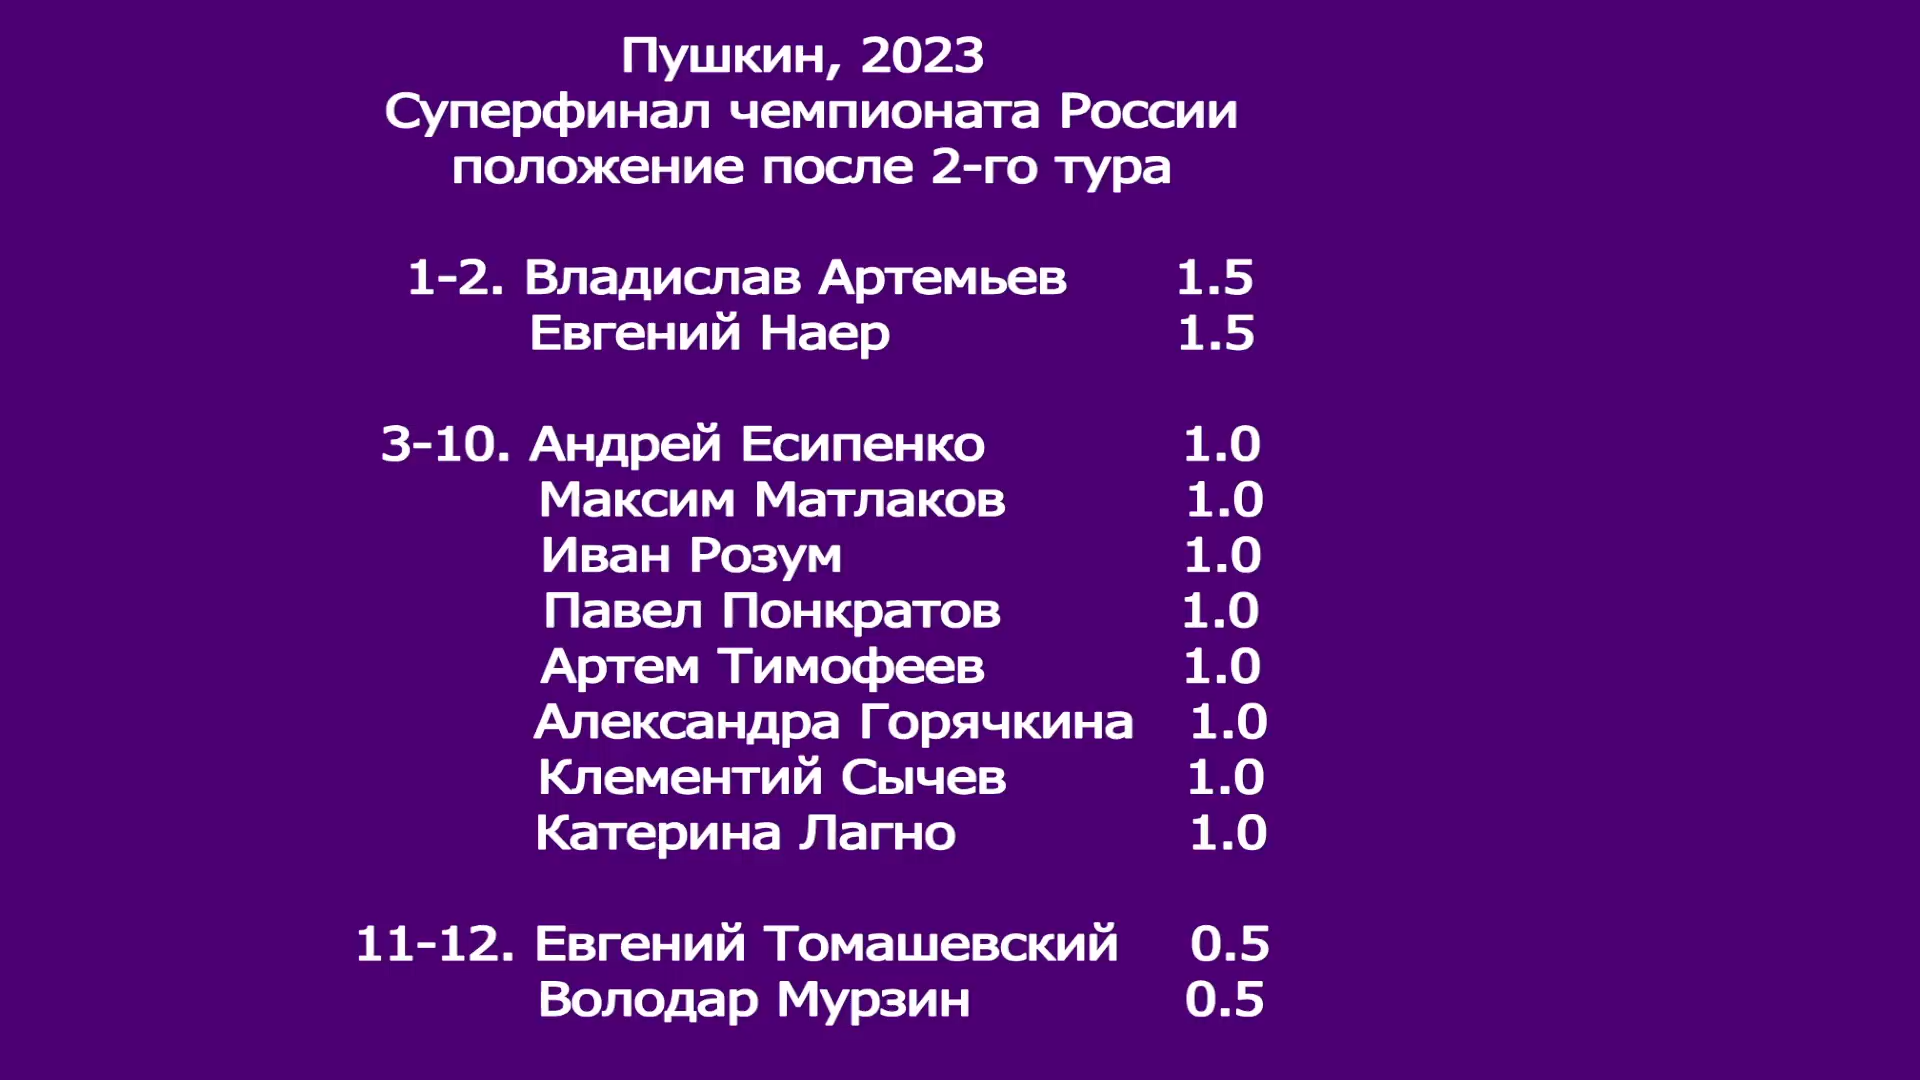 Пушкин, 2023
Суперфинал чемпионата России
положение после 2-го тура
1-2. Владислав Артемьев 1.5
Евгений Наер 1.5
3-10. Андрей Есипенко 1.0
Максим Матлаков 1.0
Иван Розум 1.0
Павел Понкратов 1.0
Артем Тимофеев 1.0
Александра Горячкина 1.0
Клементий Сычев 1.0
Катерина Лагно 1.0
11-12. Евгений Томашевский 0.5
Володар Мурзин 0.5